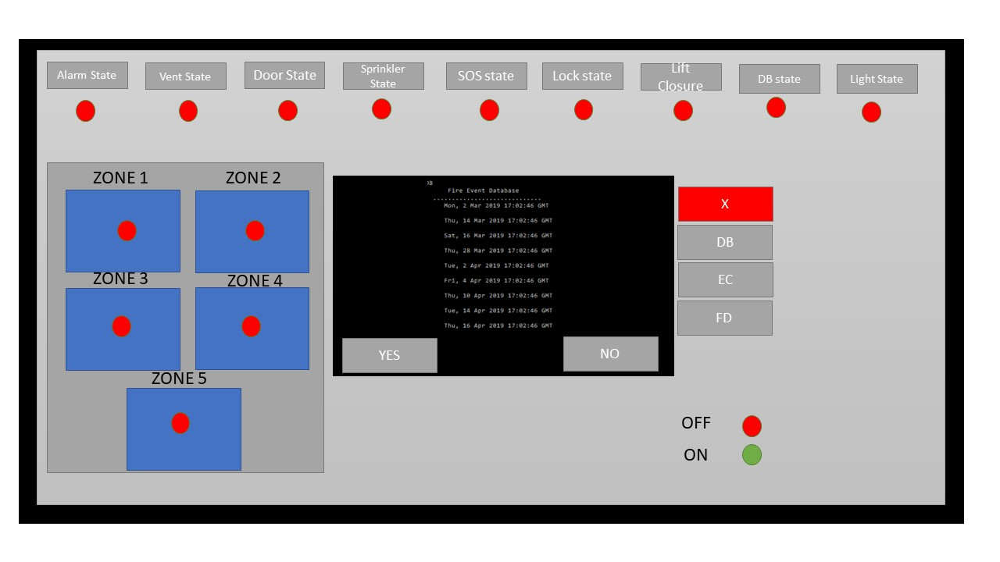 Alarm State
Vent State
Door State
Sprinkler
State
SOS state
Lock state
Lift
Closure
DB state
Light State
ZONE 1
ZONE 2
ZONE 3
ZONE 4
ZONE 5
DB
Fire Event Database
.............................
Mon, 2 Mar 2019 17:02:46 GMT
Thu, 14 Mar 2019 17:02:46 GMT
Sat, 16 Mar 2019 17:02:46 GMT
Thu, 28 Mar 2019 17:02:46 GMT
Tue, 2 Apr 2019 17:02:46 GMT
Fri, 4 Apr 2019 17:02:46 GMT
Thu, 10 Apr 2019 17:02:46 GMT
Tue, 14 Apr 2019 17:02:46 GMT
Thu, 16 Apr 2019 17:02:46 GMT
YES
NO
X
DB
EC
FD
OFF
ON